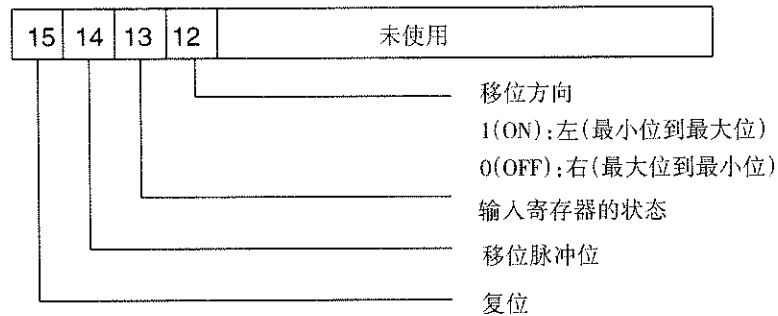 15 14 13 12 未使用
移位方向
1(ON):左(最小位到最大位)
0(OFF):右(最大位到最小位)
输入寄存器的状态
移位脉冲位
复位